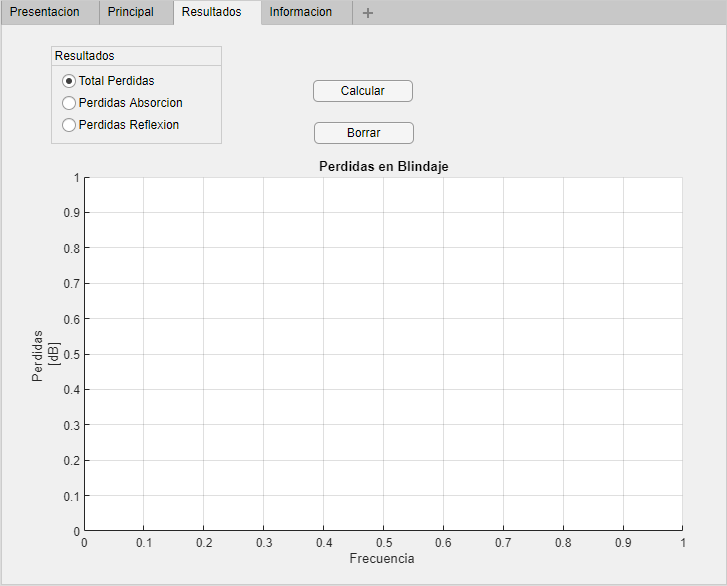 Presentacion
Principal
Resultados
Informacion
+
Resultados
Total Perdidas
Perdidas Absorcion
Perdidas Reflexion
Calcular
Borrar
Perdidas en Blindaje
Perdidas
[dB]
1
0.9
0.8
0.7
0.6
0.5
0.4
0.3
0.2
0.1
0
0 0.1 0.2 0.3 0.4 0.5 0.6 0.7 0.8 0.9 1
Frecuencia